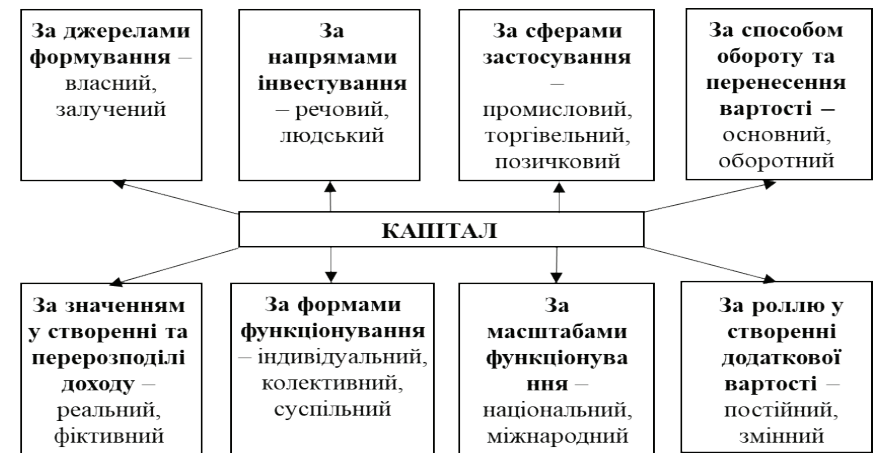 За джерелами
формування –
власний,
залучений
За
напрямами
інвестування
– речовий,
людський
За сферами
застосування
–
промисловий,
торгівельний,
позичковий
За способом
обороту та
перенесення
вартості –
основний,
оборотний
КАПІТАЛ
За значенням
у створенні та
перерозподілі
доходу –
реальний,
фіктивний
За формами
функціонування
– індивідуальний,
колективний,
суспільний
За
масштабами
функціонува
ння –
національний,
міжнародний
За роллю у
створенні
додаткової
вартості –
постійний,
змінний